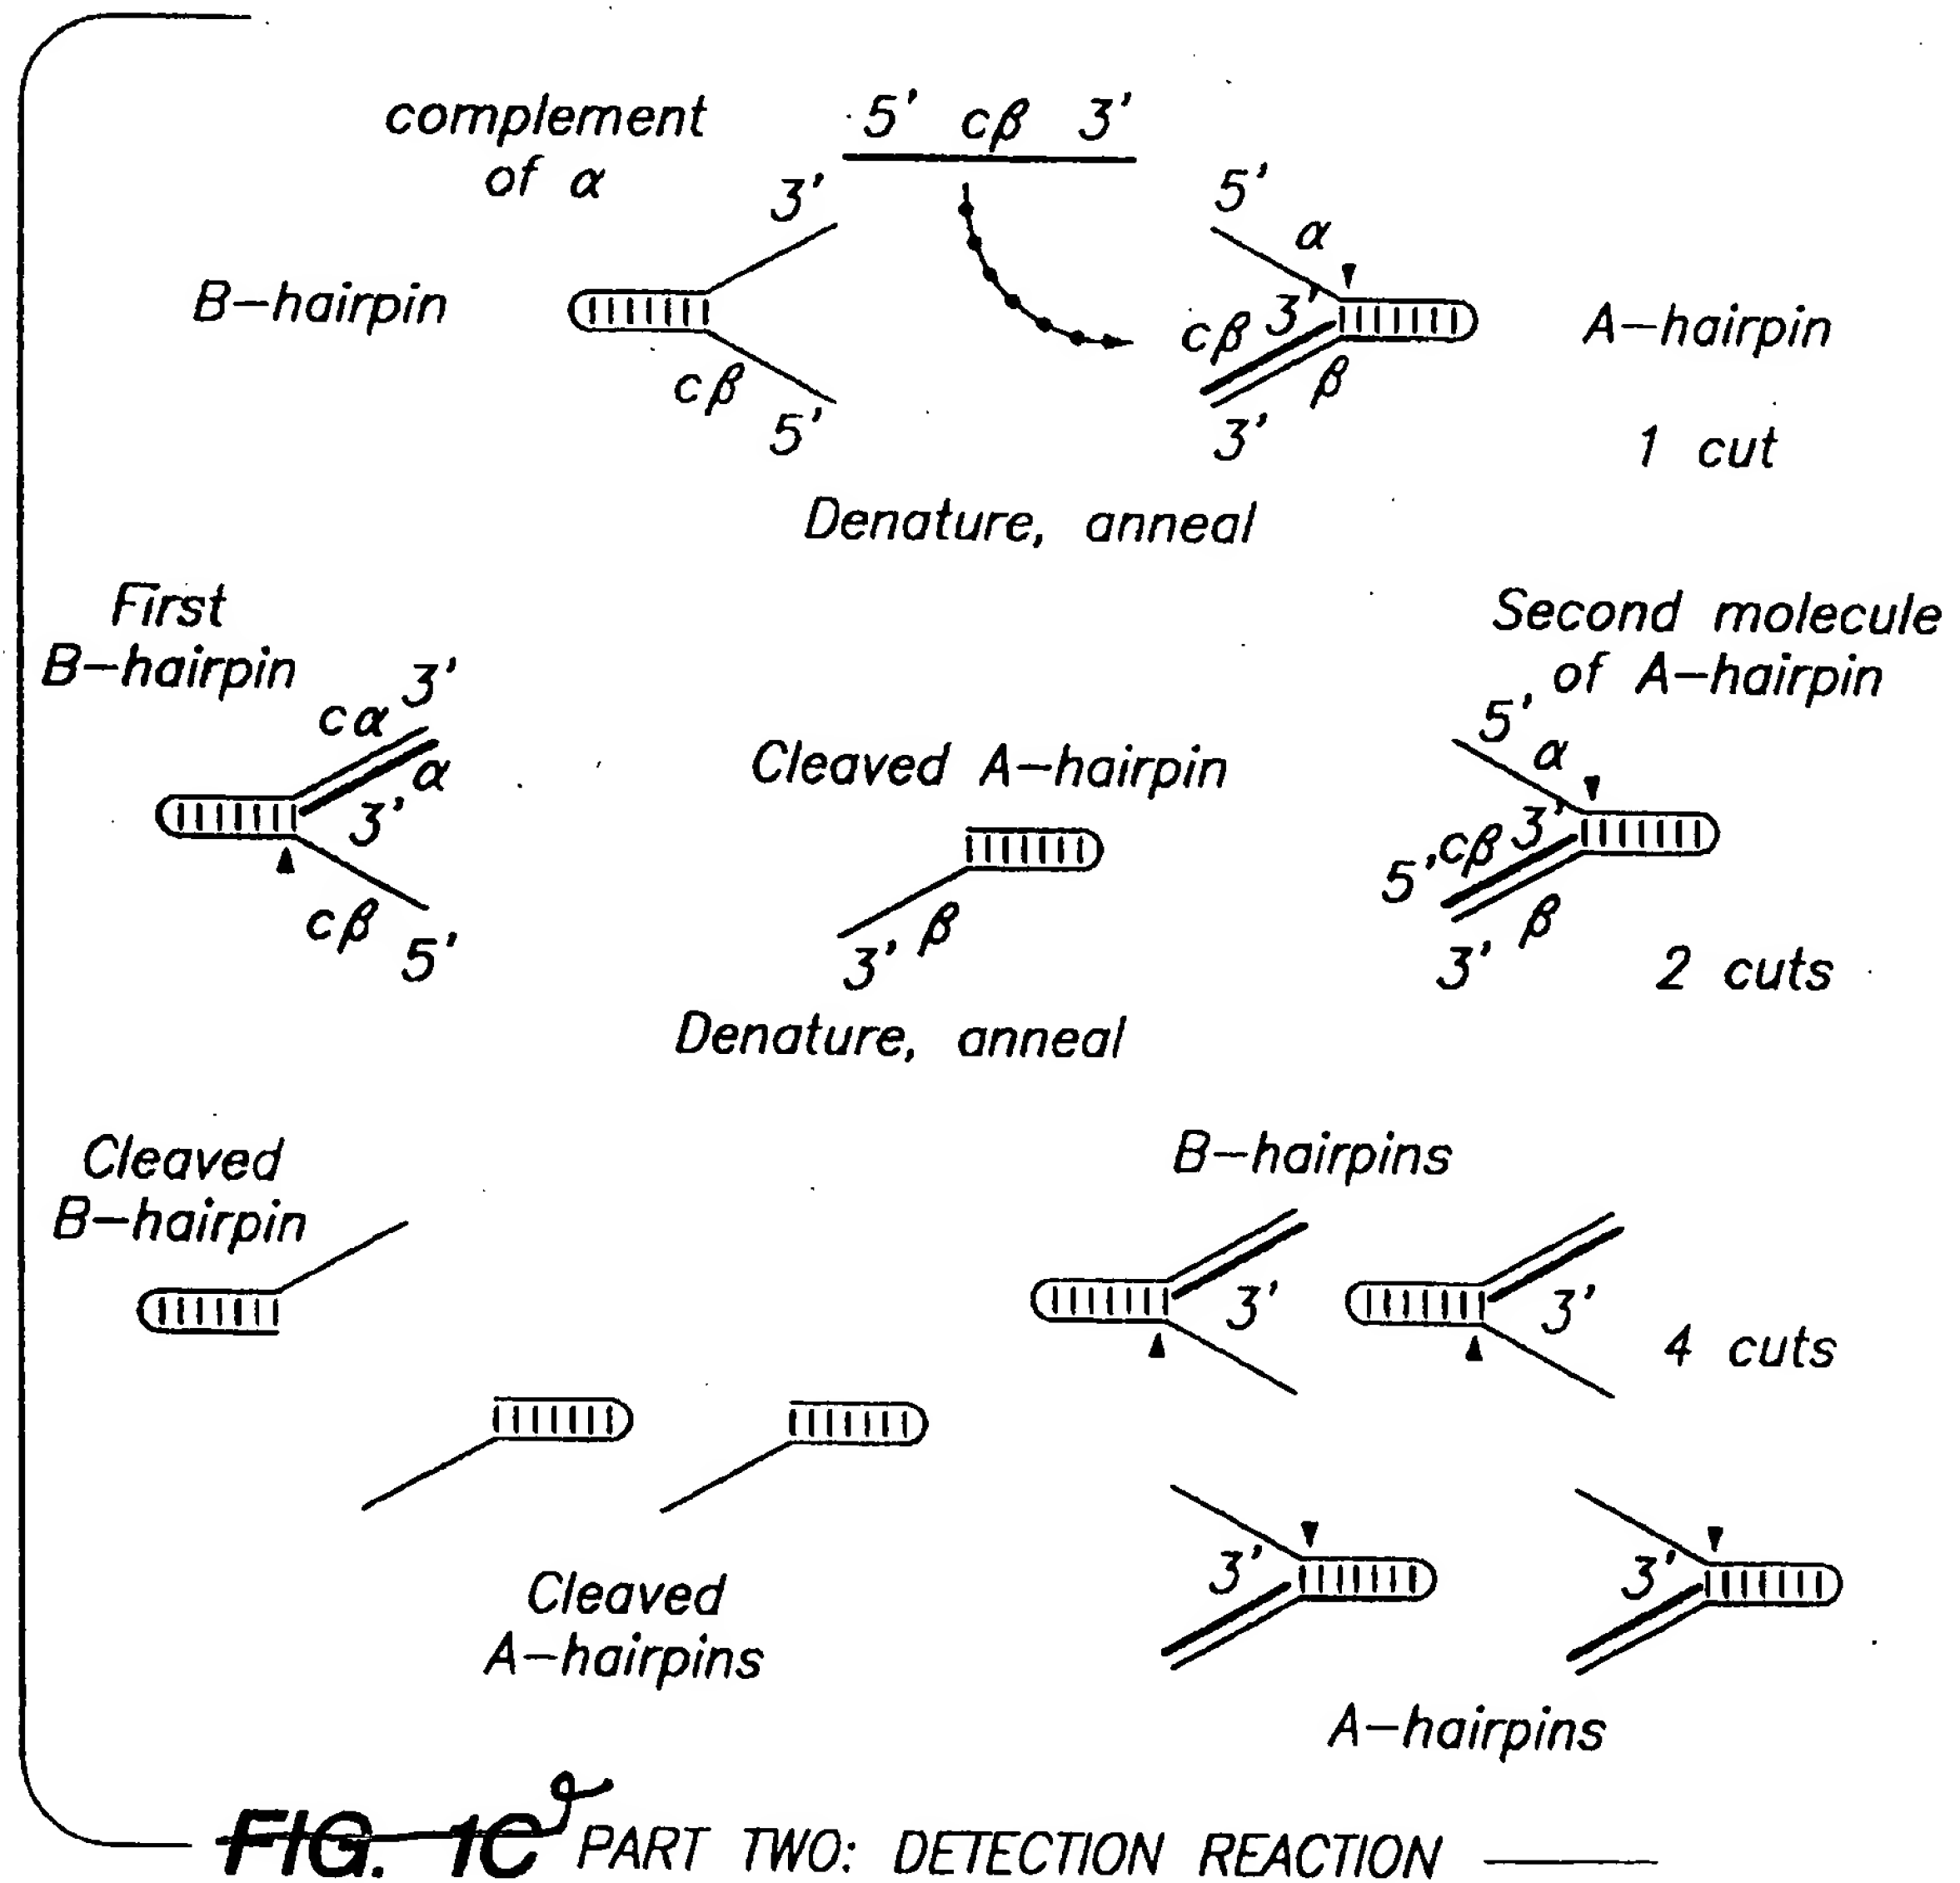 complement
of α
5' cβ 3'
3'
5'
α
B–hairpin
3'
cβ
A–hairpin
cβ
β
5'
3'
1 cut
Denature, anneal
First
B–hairpin
Second molecule
of A–hairpin
3'
cα
5'
α
α
Cleaved A–hairpin
3'
3'
cβ
5'
cβ
5'
β
3'
β
3'
2 cuts
Denature, anneal
Cleaved
B–hairpin
B–hairpins
3'
3'
4 cuts
3'
3'
Cleaved
A–hairpins
A–hairpins
FIG. 1C PART TWO: DETECTION REACTION